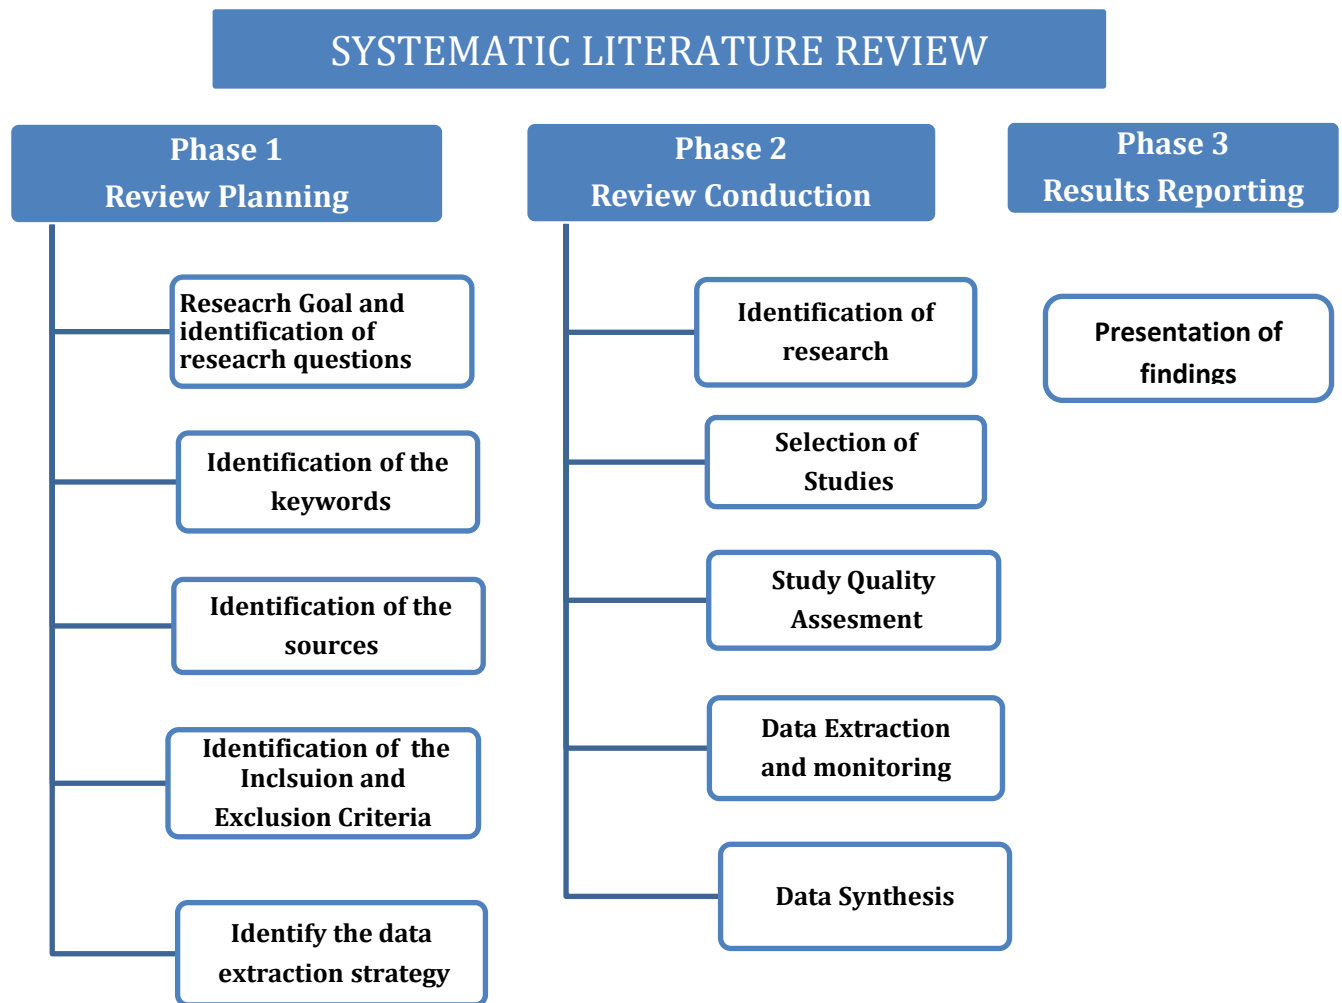 SYSTEMATIC LITERATURE REVIEW
Phase 1
Review Planning
Reseacrh Goal and
identification of
reseacrh questions
Identification of the
keywords
Identification of the
sources
Identification of the
Inclsuion and
Exclusion Criteria
Identify the data
extraction strategy
Phase 2
Review Conduction
Identification of
research
Selection of
Studies
Study Quality
Assesment
Data Extraction
and monitoring
Data Synthesis
Phase 3
Results Reporting
Presentation of
findings